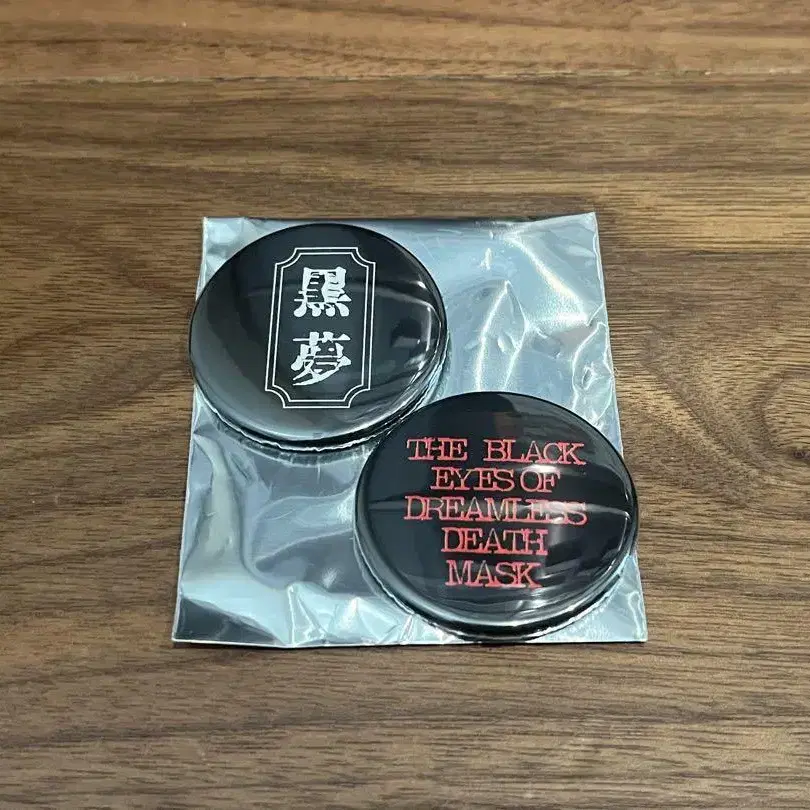 黒
夢
THE BLACK
EYES OF
DREAMLESS
DEATH
MASK